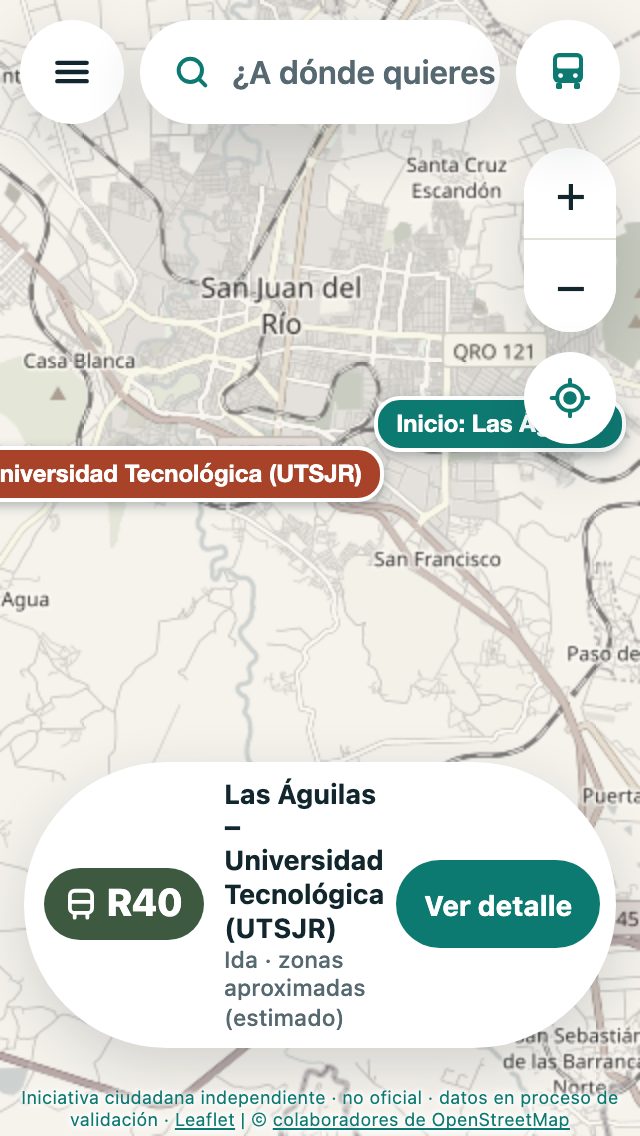 ¿A dónde quieres
Santa Cruz
Escandón
+
−
San Juan del
Río
QRO 121
Casa Blanca
Inicio: Las
niversidad Tecnológica (UTSJR)
San Francisco
Agua
Paso de
Puerta
Las Águilas
–
Universidad
Tecnológica
(UTSJR)
R40
Ver detalle
45
Ida · zonas
aproximadas
(estimado)
San Sebastián
de las Barranca
Norte
Iniciativa ciudadana independiente · no oficial · datos en proceso de
validación · Leaflet | © colaboradores de OpenStreetMap